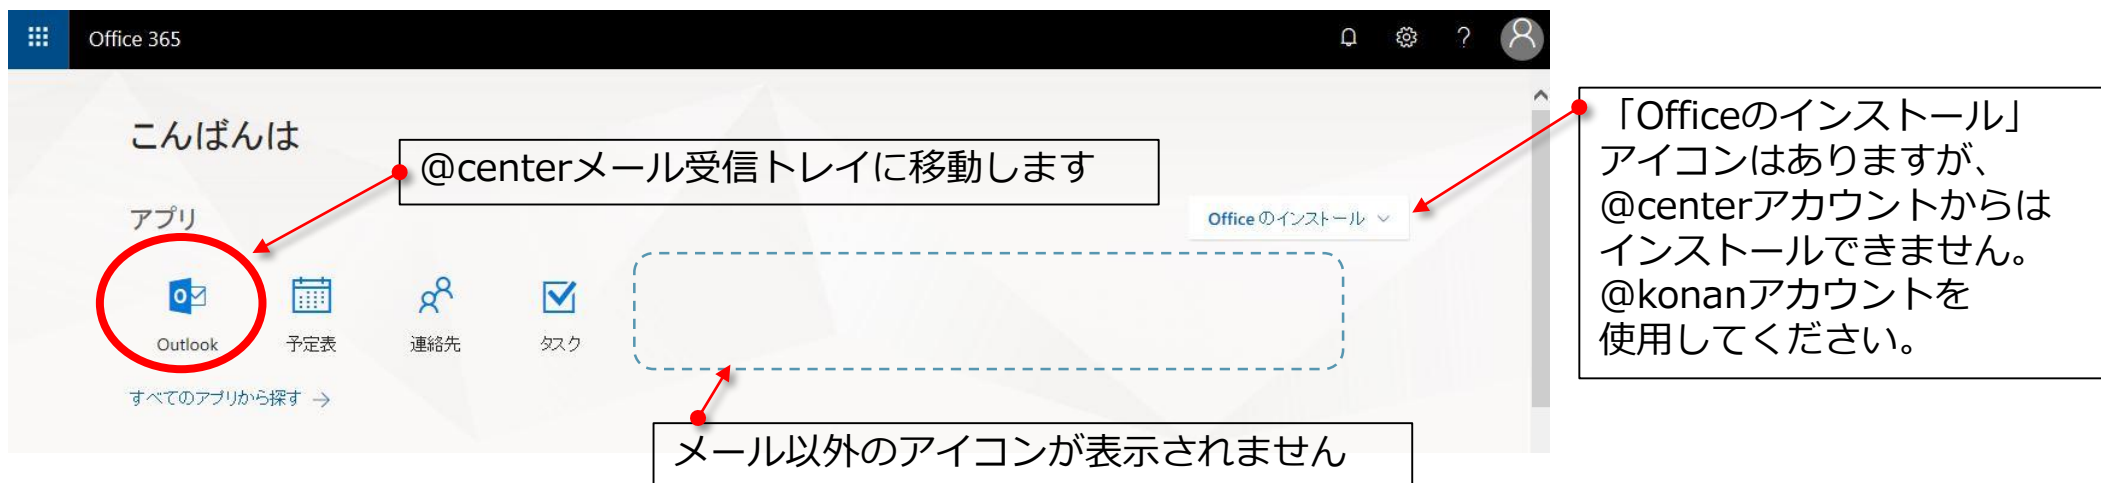 Office 365
?
こんばんは
@centerメール受信トレイに移動します
アプリ
Office のインストール
Outlook
予定表
連絡先
タスク
すべてのアプリから探す →
メール以外のアイコンが表示されません
「Officeのインストール」
アイコンはありますが、
@centerアカウントからは
インストールできません。
@konanアカウントを
使用してください。